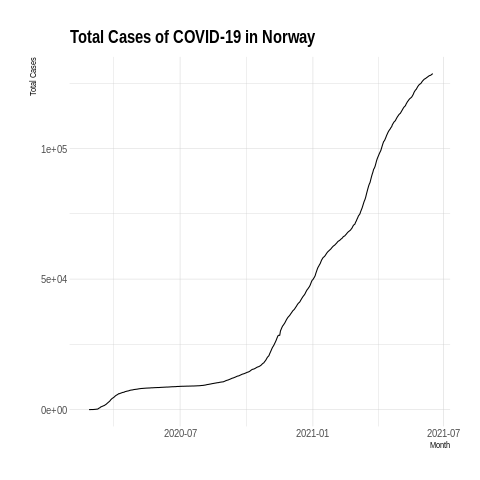 Total Cases of COVID-19 in Norway
Total Cases
1e+05
5e+04
0e+00
2020-07
2021-01
2021-07
Month